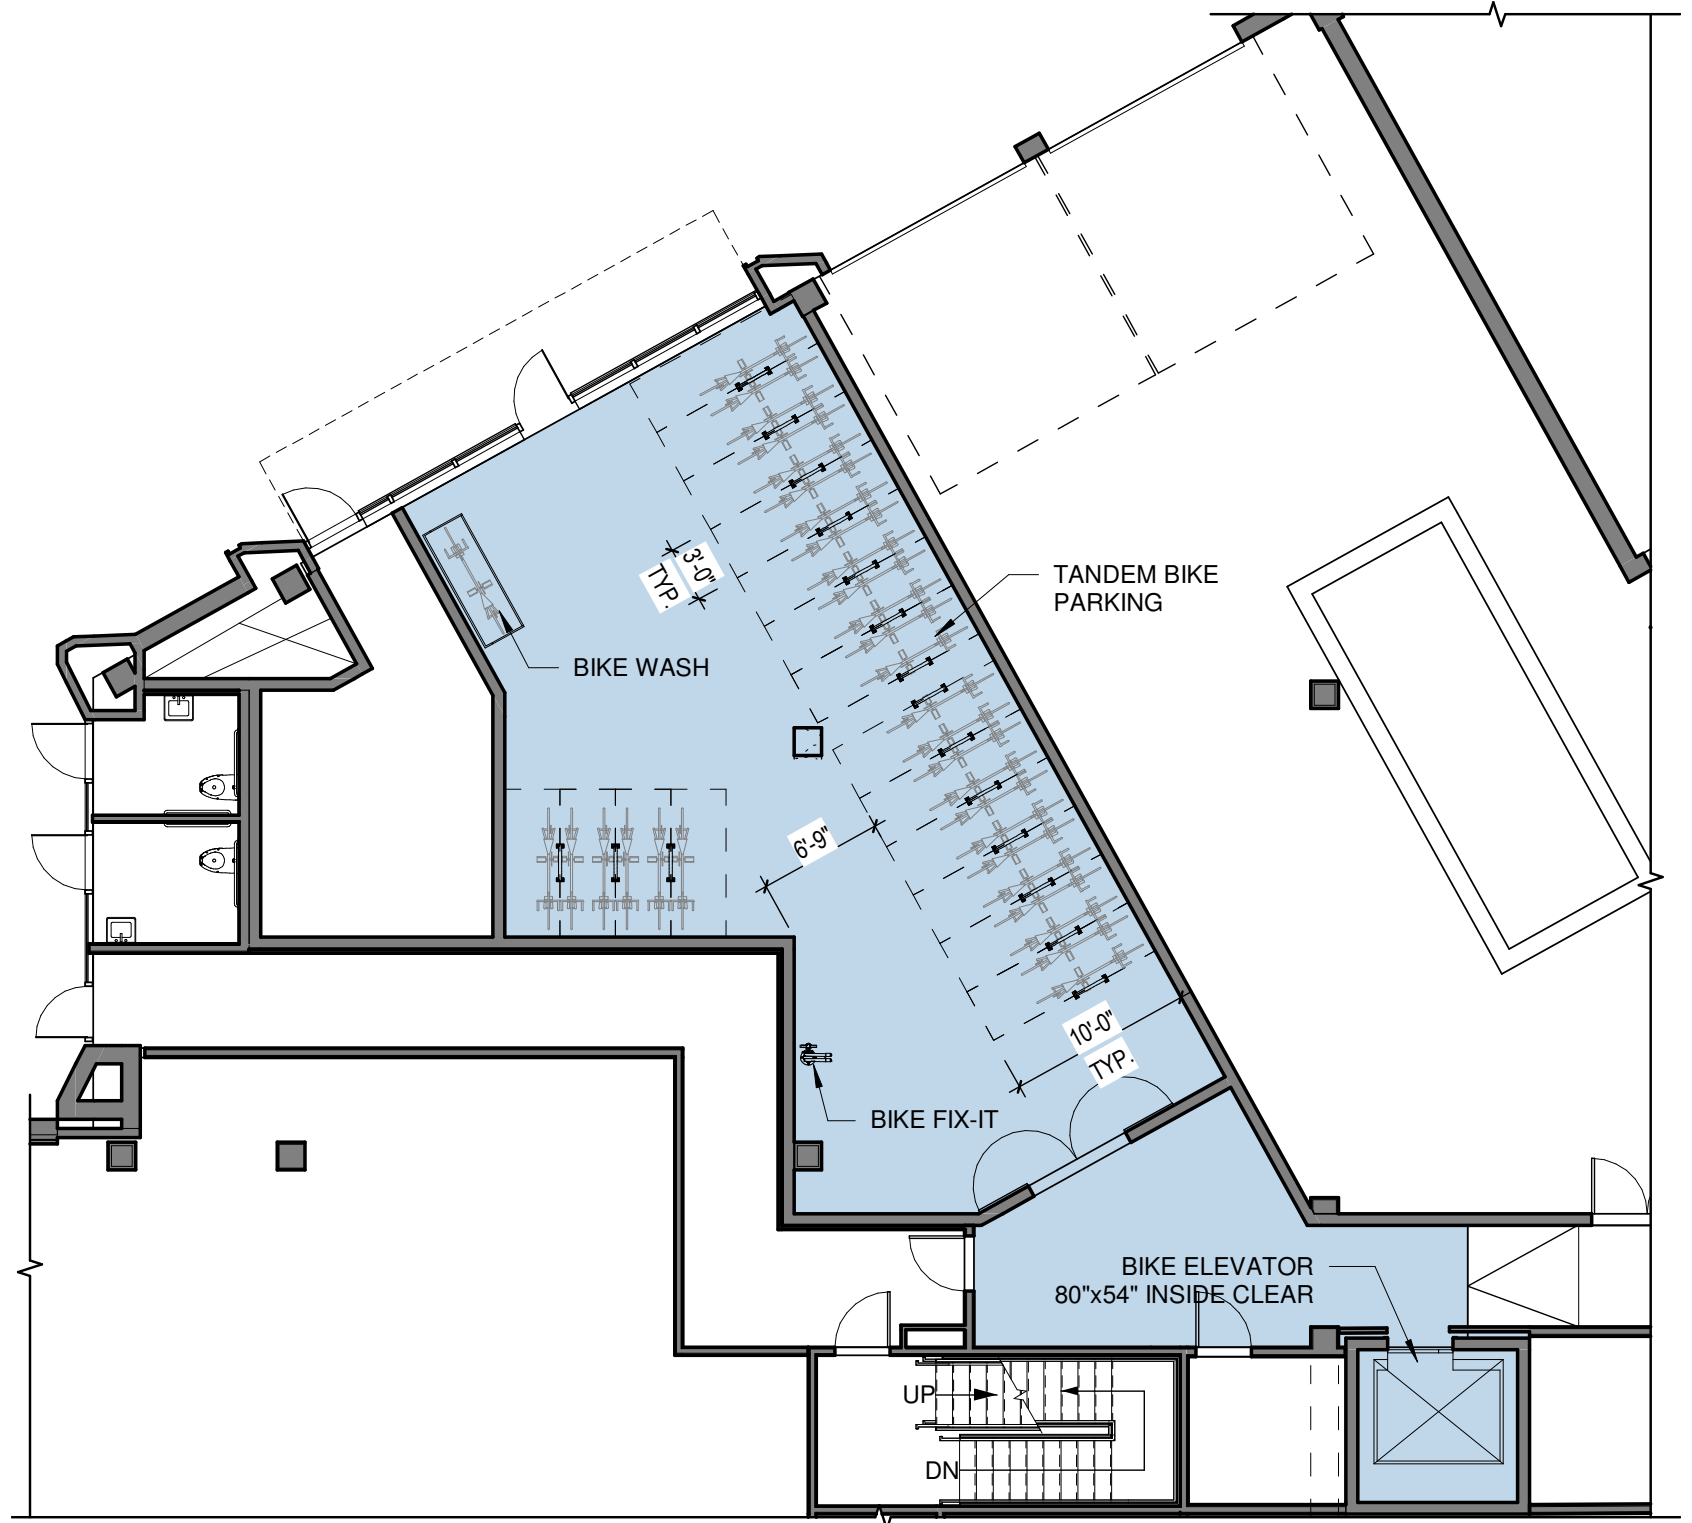 3'-0"
TYP.
TANDEM BIKE
PARKING
BIKE WASH
6'-9"
10'-0"
TYP.
BIKE FIX-IT
BIKE ELEVATOR
80"x54" INSIDE CLEAR
UP
DN